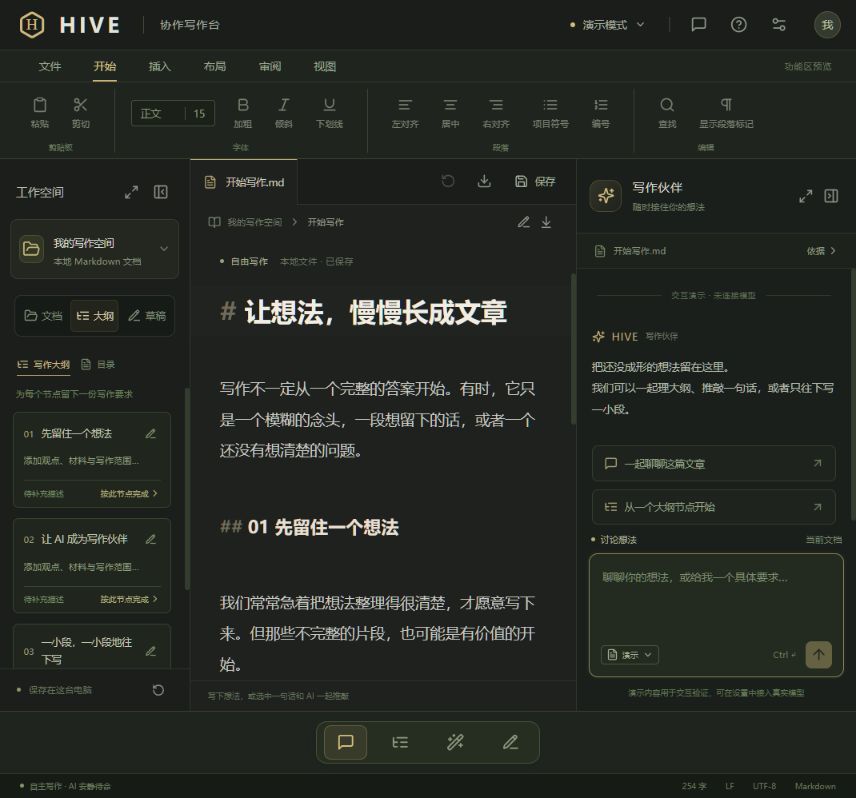 HIVE 协作写作台 演示模式 我
文件 开始 插入 布局 审阅 视图 功能区预览
粘贴 剪切 正文 15 加粗 倾斜 下划线 左对齐 居中 右对齐 项目符号 编号 查找 显示段落标记
剪贴板 字体 段落 编辑
工作空间
我的写作空间
本地 Markdown 文档
文档 大纲 草稿
写作大纲 目录
为每个节点留下一份写作要求
01 先留住一个想法
添加观点、材料与写作范围...
待补充描述 按此节点完成
02 让 AI 成为写作伙伴
添加观点、材料与写作范围...
待补充描述 按此节点完成
03 一小段，一小段地往下写
保存在这台电脑
开始写作.md 保存
我的写作空间 开始写作
自由写作 本地文件 · 已保存
# 让想法，慢慢长成文章
写作不一定从一个完整的答案开始。有时，它只
是一个模糊的念头，一段想留下的话，或者一个
还没有想清楚的问题。
## 01 先留住一个想法
我们常常急着把想法整理得很清楚，才愿意写下
来。但那些不完整的片段，也可能是有价值的开
始。
写下想法，或选中一句话和 AI 一起推敲
写作伙伴
随时接住你的想法
开始写作.md 依据
交互演示 · 未连接模型
HIVE 写作伙伴
把还没成形的想法留在这里。
我们可以一起理大纲、推敲一句话，或者只往下写
一小段。
一起聊聊这篇文章
从一个大纲节点开始
讨论想法 当前文档
聊聊你的想法，或给我一个具体要求...
演示 Ctrl ↵
演示内容用于交互验证，可在设置中接入真实模型
自主写作 · AI 安静待命 254 字 LF UTF-8 Markdown